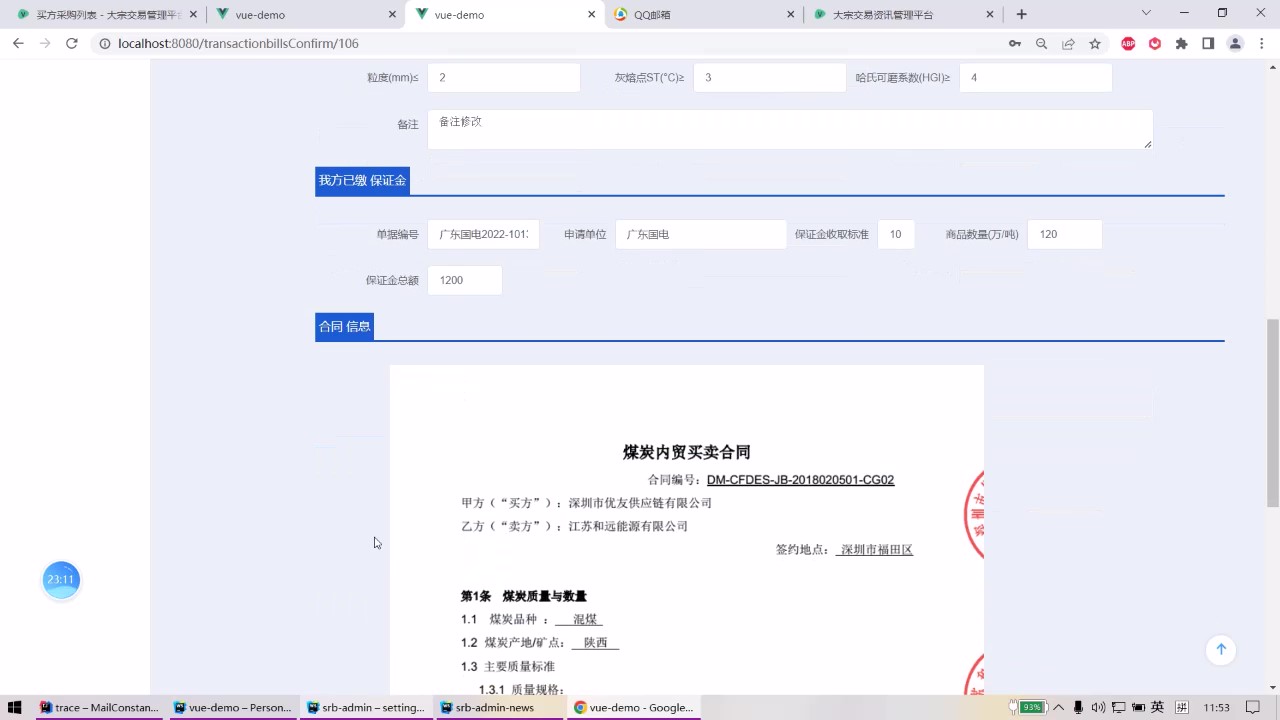 万方采购列表 - 大宗交易管理平台
vue-demo
vue-demo
QQ邮箱
大宗交易资讯管理平台
localhost:8080/transactionbillsConfirm/106
粒度(mm)≤ 2 灰熔点ST(°C)≥ 3 哈氏可磨系数(HGI)≥ 4
备注 备注修改
我方已缴 保证金
单据编号 广东国电2022-101 申请单位 广东国电 保证金收取标准 10 商品数量(万/吨) 120
保证金总额 1200
合同 信息
煤炭内贸买卖合同
合同编号：DM-CFDES-JB-2018020501-CG02
甲方（“买方”）：深圳市优友供应链有限公司
乙方（“卖方”）：江苏和远能源有限公司
签约地点：深圳市福田区
23:11
第1条 煤炭质量与数量
1.1 煤炭品种 ： 混煤
1.2 煤炭产地/矿点： 陕西
1.3 主要质量标准
1.3.1 质量规格：
trace – MailConstan... vue-demo – Person... srb-admin – setting... srb-admin-news vue-demo - Google... 93% 英 拼 11:53